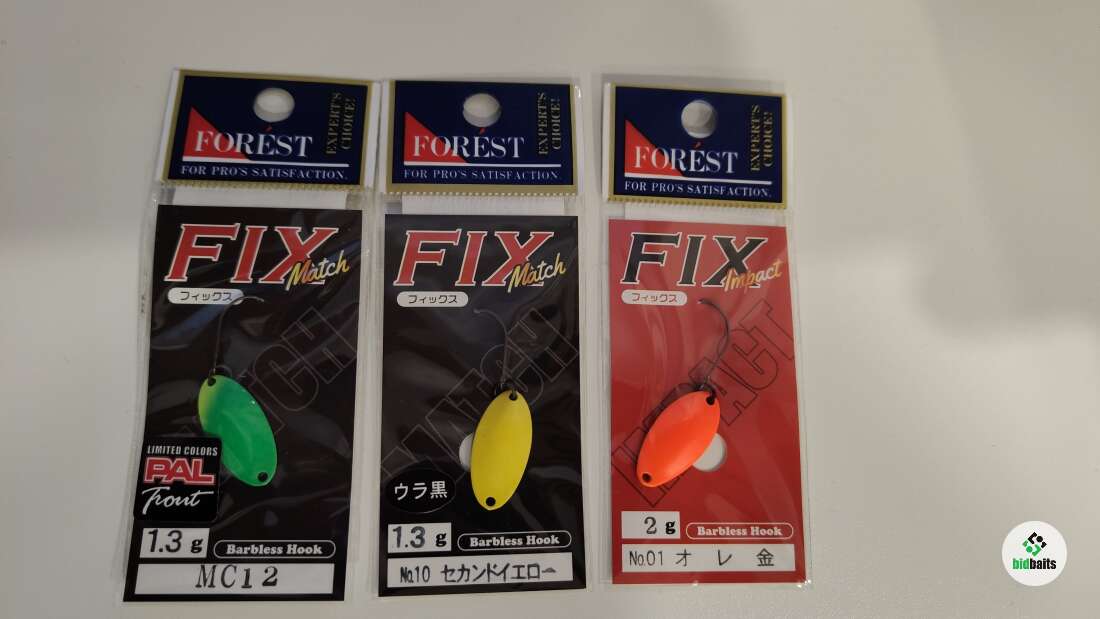 FORÉST
EXPERT'S
CHOICE!
FOR PRO'S SATISFACTION.
FIX
Match
フィックス
MATCH
LIMITED COLORS
PAL
Trout
1.3 g
Barbless Hook
MC12
FORÉST
EXPERT'S
CHOICE!
FOR PRO'S SATISFACTION.
FIX
Match
フィックス
MATCH
ウラ黒
1.3 g
Barbless Hook
No.10 セカンドイエロー
FORÉST
EXPERT'S
CHOICE!
FOR PRO'S SATISFACTION.
FIX
Impact
フィックス
IMPACT
2 g
Barbless Hook
No.01 オレ金
bidbaits